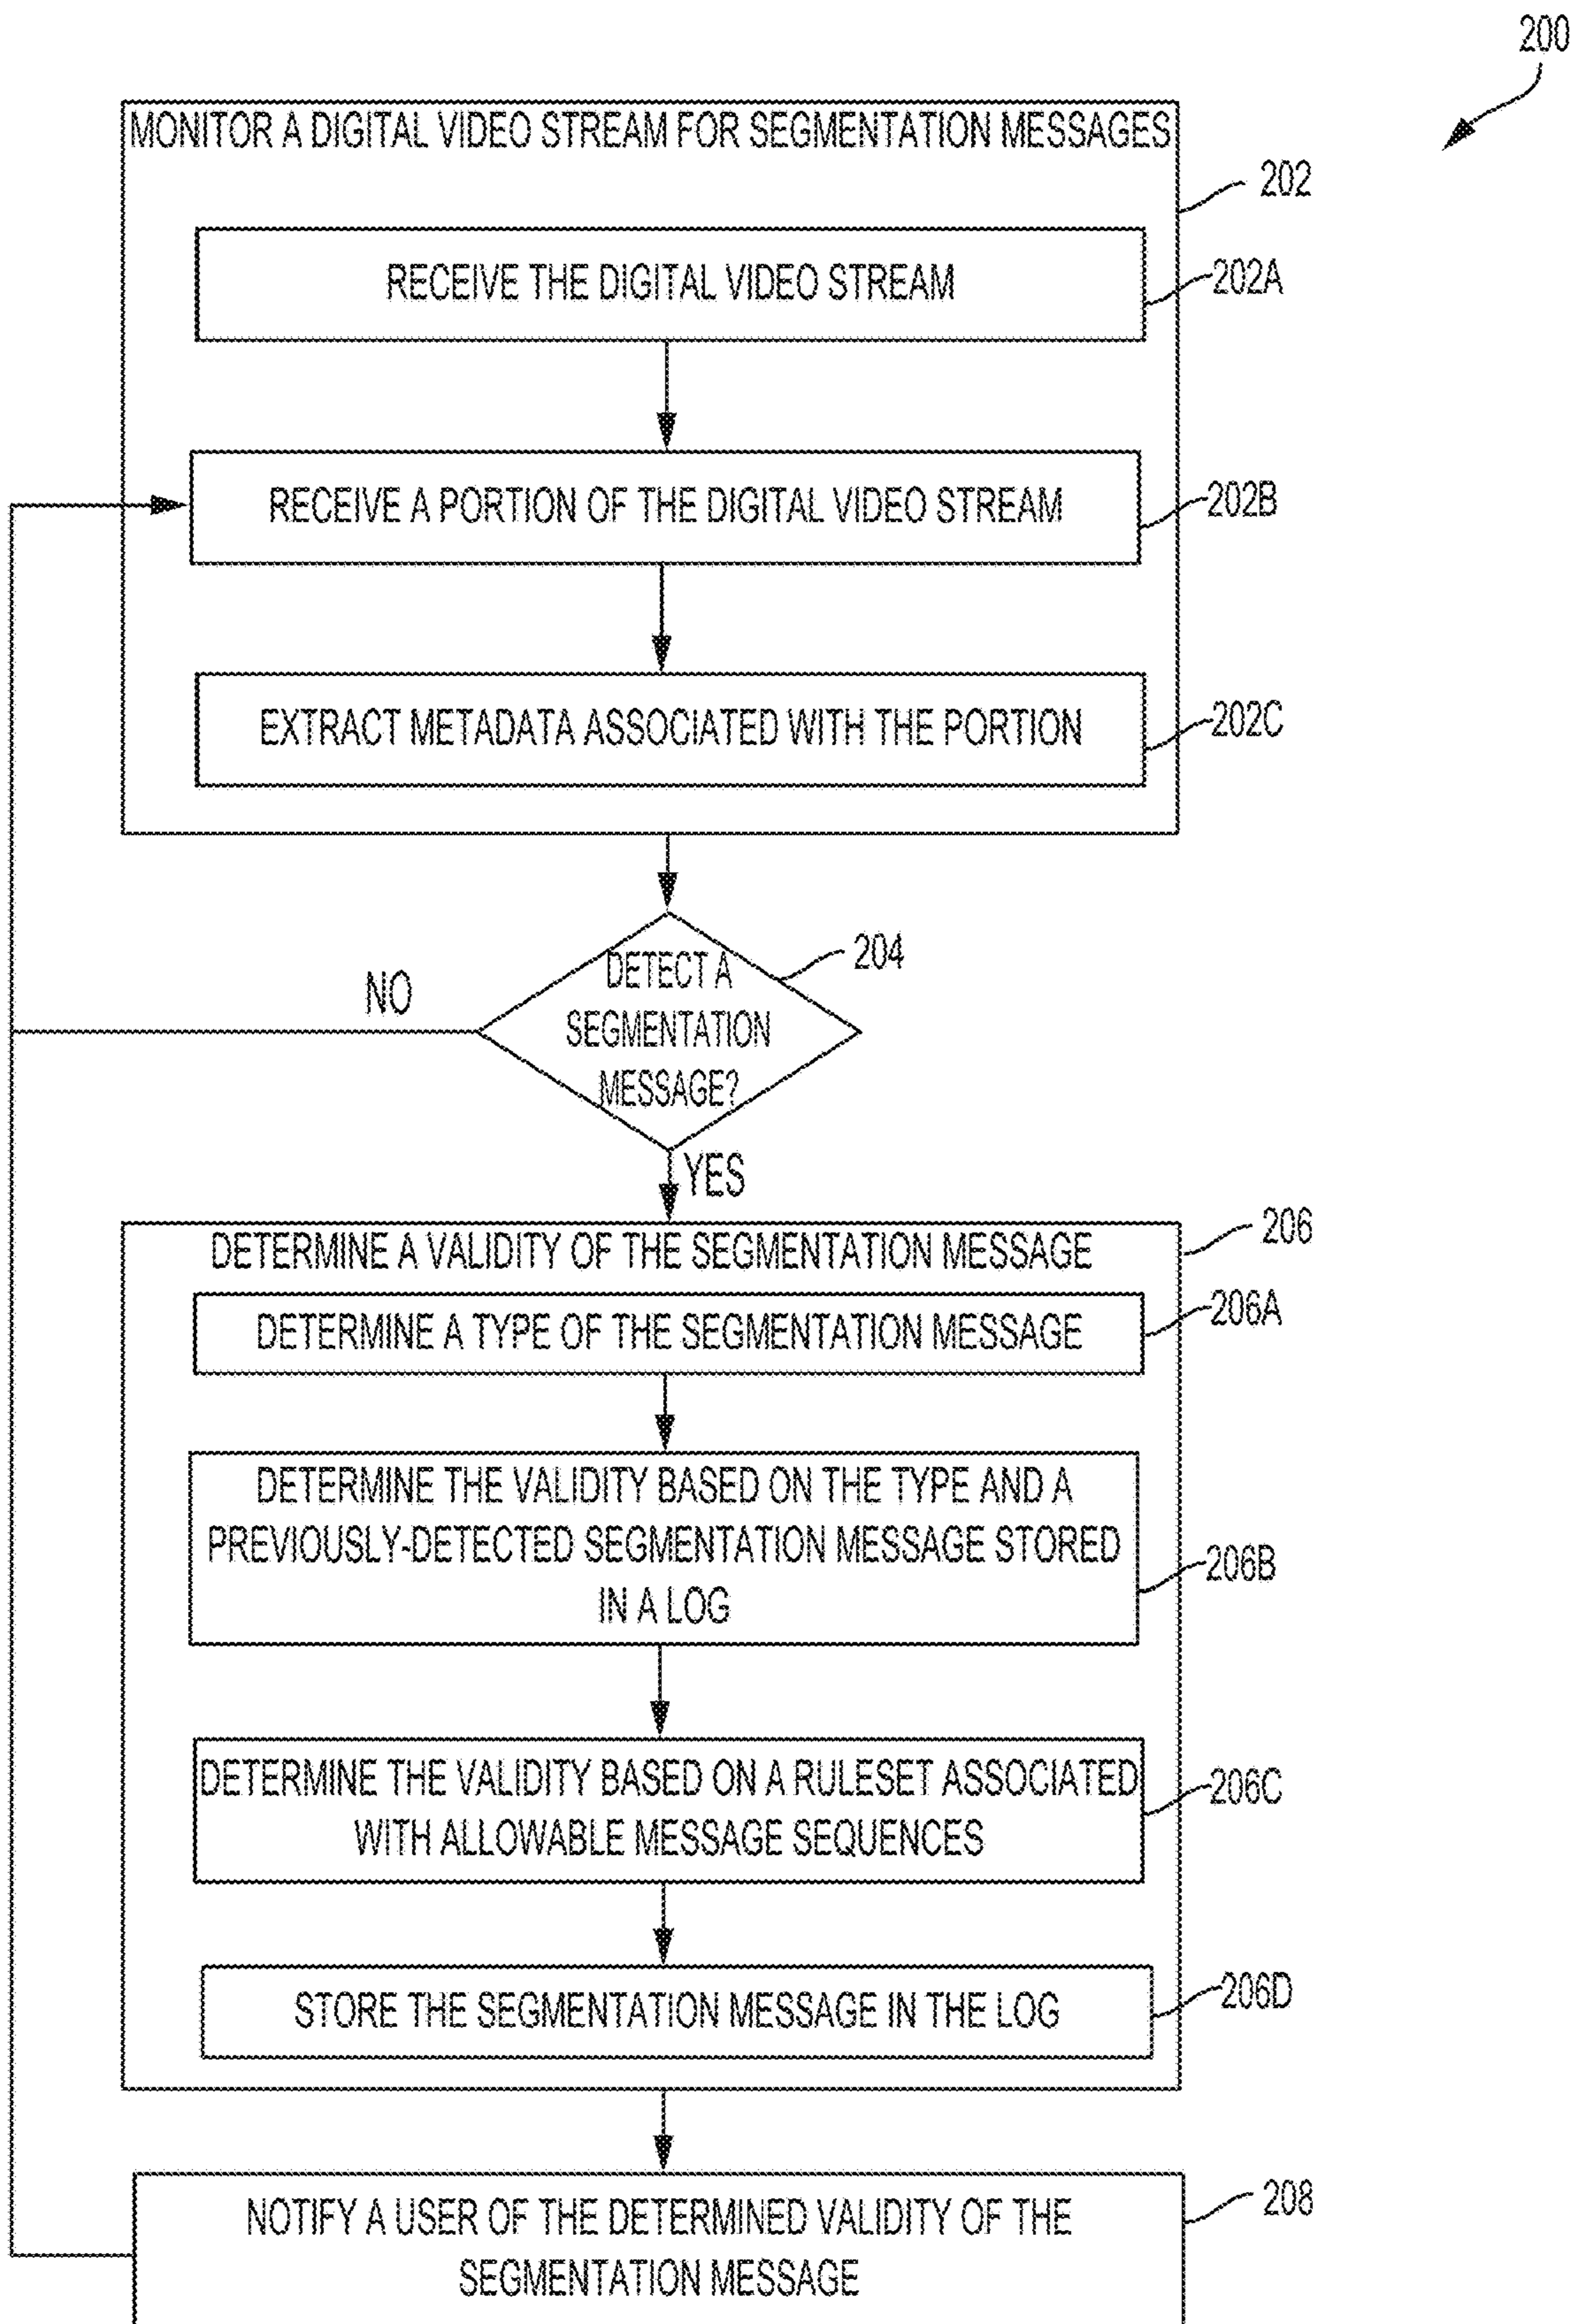 200
MONITOR A DIGITAL VIDEO STREAM FOR SEGMENTATION MESSAGES
202
RECEIVE THE DIGITAL VIDEO STREAM
202A
RECEIVE A PORTION OF THE DIGITAL VIDEO STREAM
202B
EXTRACT METADATA ASSOCIATED WITH THE PORTION
202C
DETECT A
SEGMENTATION
MESSAGE?
204
NO
YES
DETERMINE A VALIDITY OF THE SEGMENTATION MESSAGE
206
DETERMINE A TYPE OF THE SEGMENTATION MESSAGE
206A
DETERMINE THE VALIDITY BASED ON THE TYPE AND A
PREVIOUSLY-DETECTED SEGMENTATION MESSAGE STORED
IN A LOG
206B
DETERMINE THE VALIDITY BASED ON A RULESET ASSOCIATED
WITH ALLOWABLE MESSAGE SEQUENCES
206C
STORE THE SEGMENTATION MESSAGE IN THE LOG
206D
NOTIFY A USER OF THE DETERMINED VALIDITY OF THE
SEGMENTATION MESSAGE
208